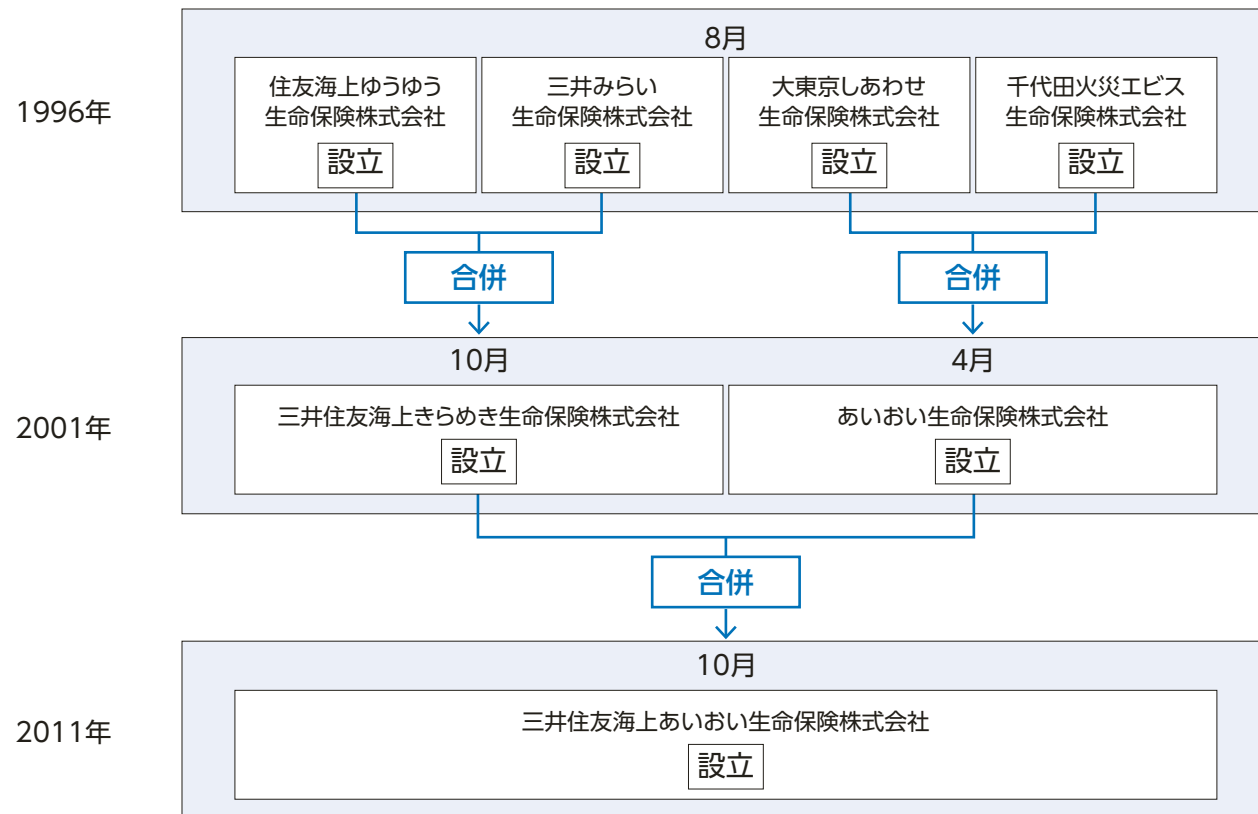 8月
1996年
住友海上ゆうゆう
生命保険株式会社
設立
三井みらい
生命保険株式会社
設立
大東京しあわせ
生命保険株式会社
設立
千代田火災エビス
生命保険株式会社
設立
合併
合併
2001年
10月
三井住友海上きらめき生命保険株式会社
設立
4月
あいおい生命保険株式会社
設立
合併
2011年
10月
三井住友海上あいおい生命保険株式会社
設立